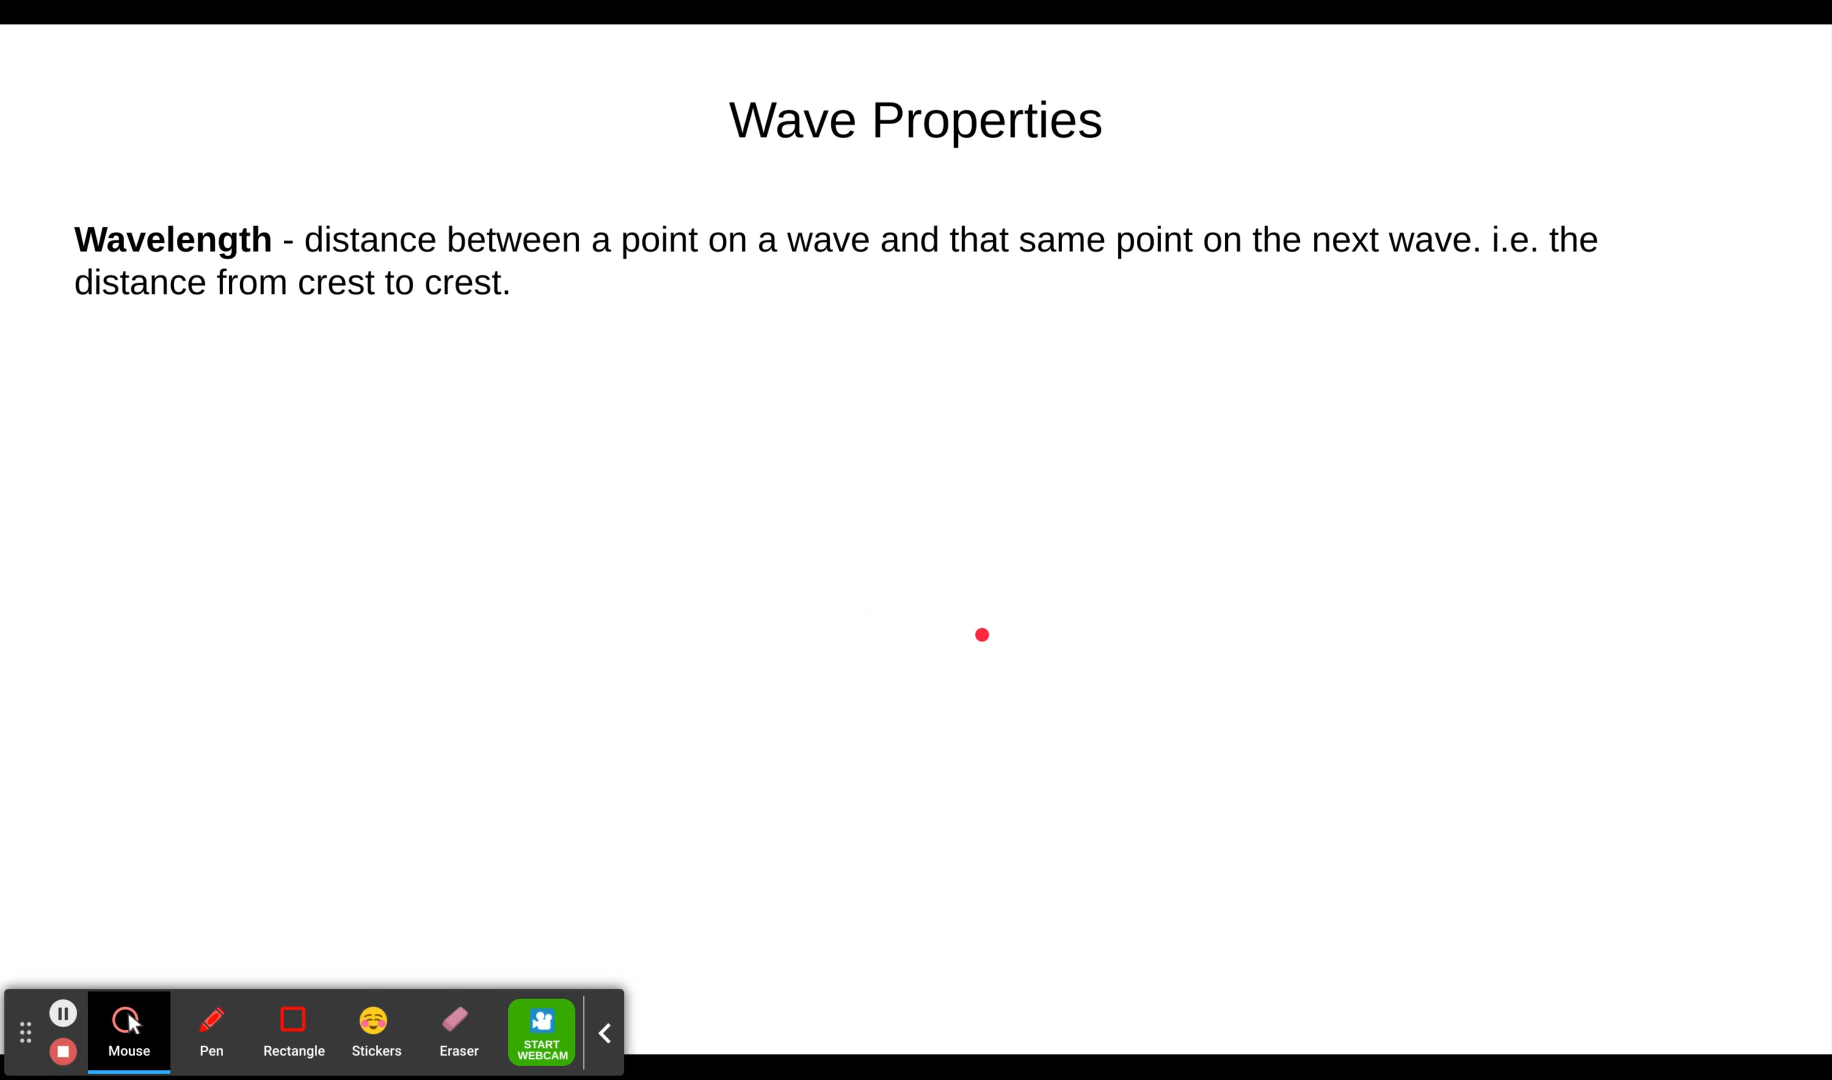 Wave Properties
Wavelength - distance between a point on a wave and that same point on the next wave. i.e. the
distance from crest to crest.
Mouse
Pen
Rectangle
Stickers
Eraser
START
WEBCAM